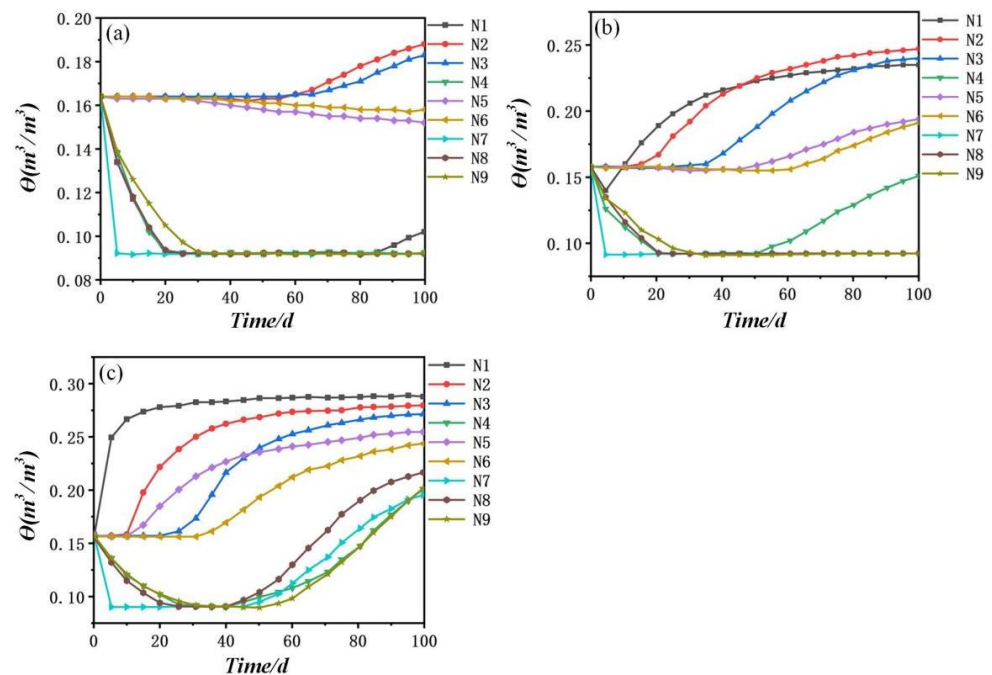 (a)
0.20
0.18
0.16
0.14
0.12
0.10
0.08
Θ(m³/m³)
0 20 40 60 80 100
Time/d
N1
N2
N3
N4
N5
N6
N7
N8
N9
(b)
0.25
0.20
0.15
0.10
Θ(m³/m³)
0 20 40 60 80 100
Time/d
N1
N2
N3
N4
N5
N6
N7
N8
N9
(c)
0.30
0.25
0.20
0.15
0.10
Θ(m³/m³)
0 20 40 60 80 100
Time/d
N1
N2
N3
N4
N5
N6
N7
N8
N9